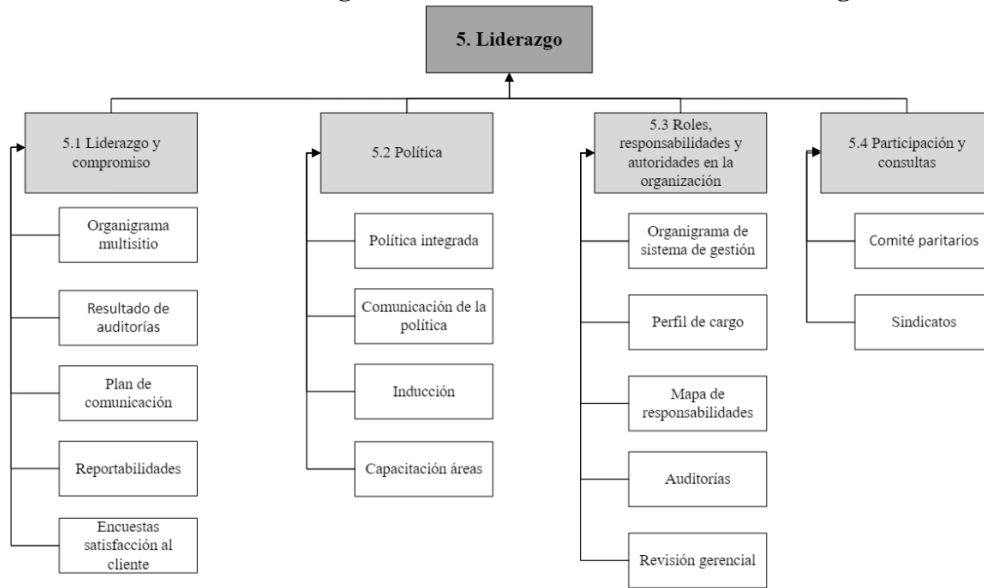 5. Liderazgo
5.1 Liderazgo y
compromiso
Organigrama
multisitio
Resultado de
auditorías
Plan de
comunicación
Reportabilidades
Encuestas
satisfacción al
cliente
5.2 Política
Política integrada
Comunicación de la
política
Inducción
Capacitación áreas
5.3 Roles,
responsabilidades y
autoridades en la
organización
Organigrama de
sistema de gestión
Perfil de cargo
Mapa de
responsabilidades
Auditorías
Revisión gerencial
5.4 Participación y
consultas
Comité paritarios
Sindicatos